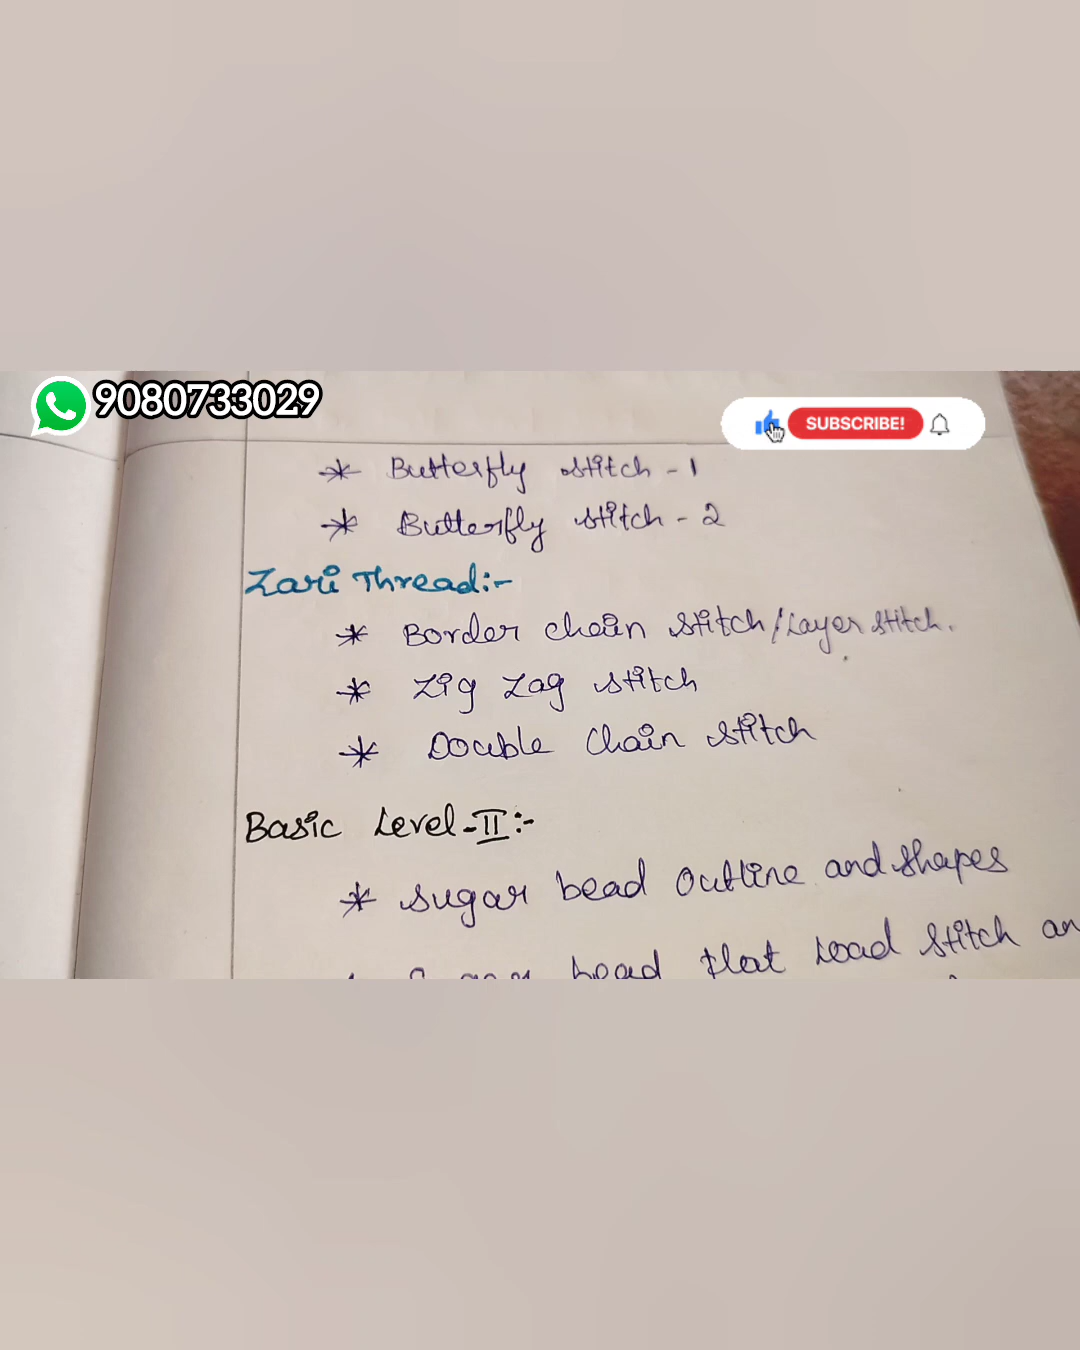 9080733029
SUBSCRIBE!
* Butterfly stitch - 1
* Butterfly stitch - 2
Zari Thread:-
* Border chain stitch/Layer stitch.
* Zig Zag stitch
* Double chain stitch
Basic Level-II:-
* sugar bead outline and shapes
bead flat load stitch an